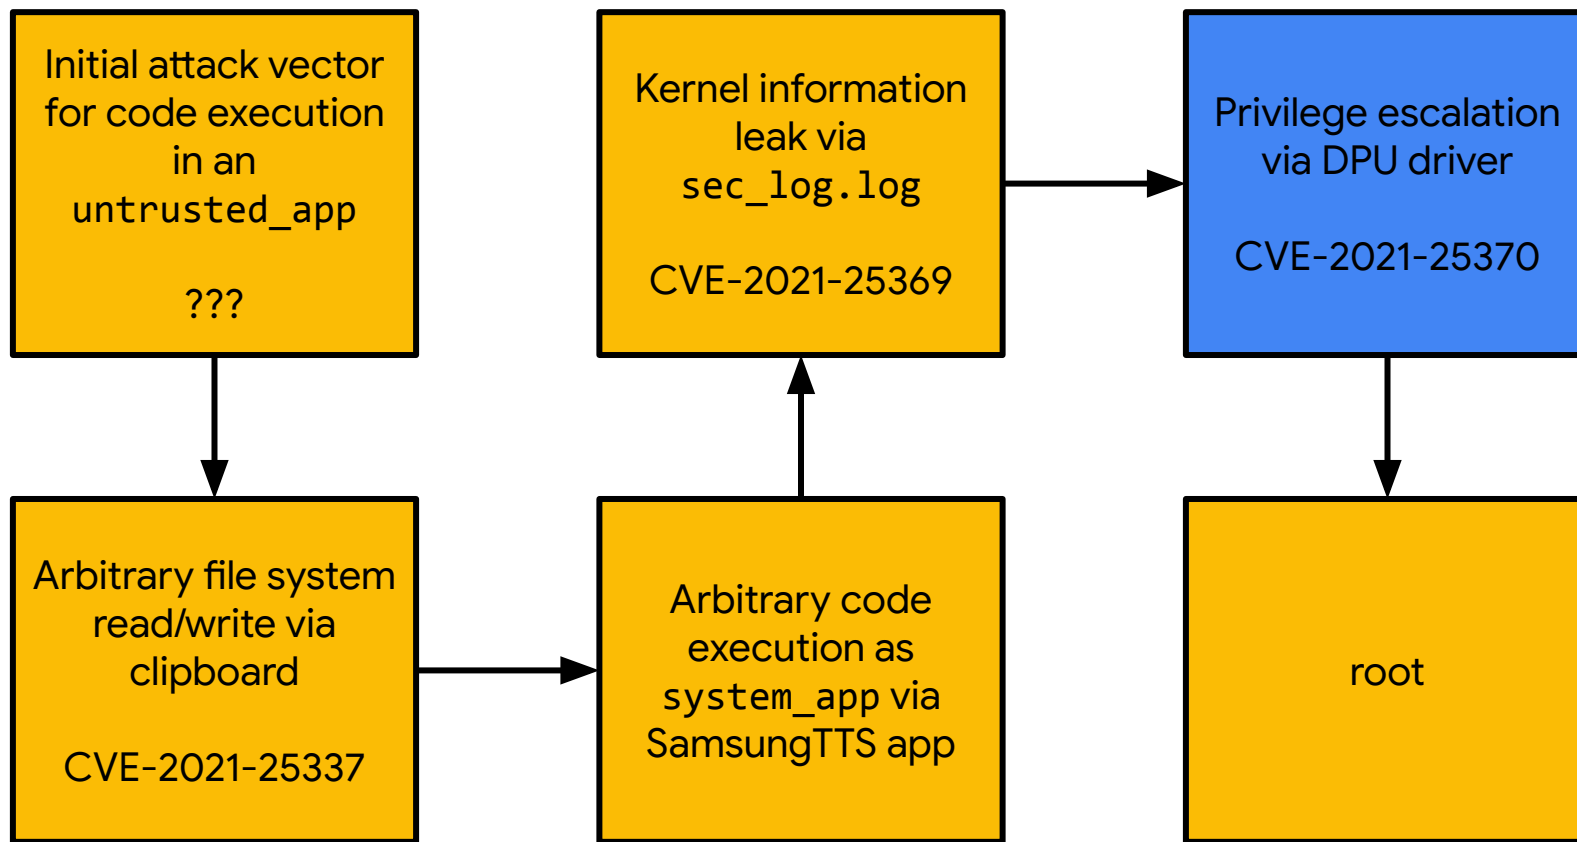 Initial attack vector
for code execution
in an
untrusted_app
???
Arbitrary file system
read/write via
clipboard
CVE-2021-25337
Arbitrary code
execution as
system_app via
SamsungTTS app
Kernel information
leak via
sec_log.log
CVE-2021-25369
Privilege escalation
via DPU driver
CVE-2021-25370
root